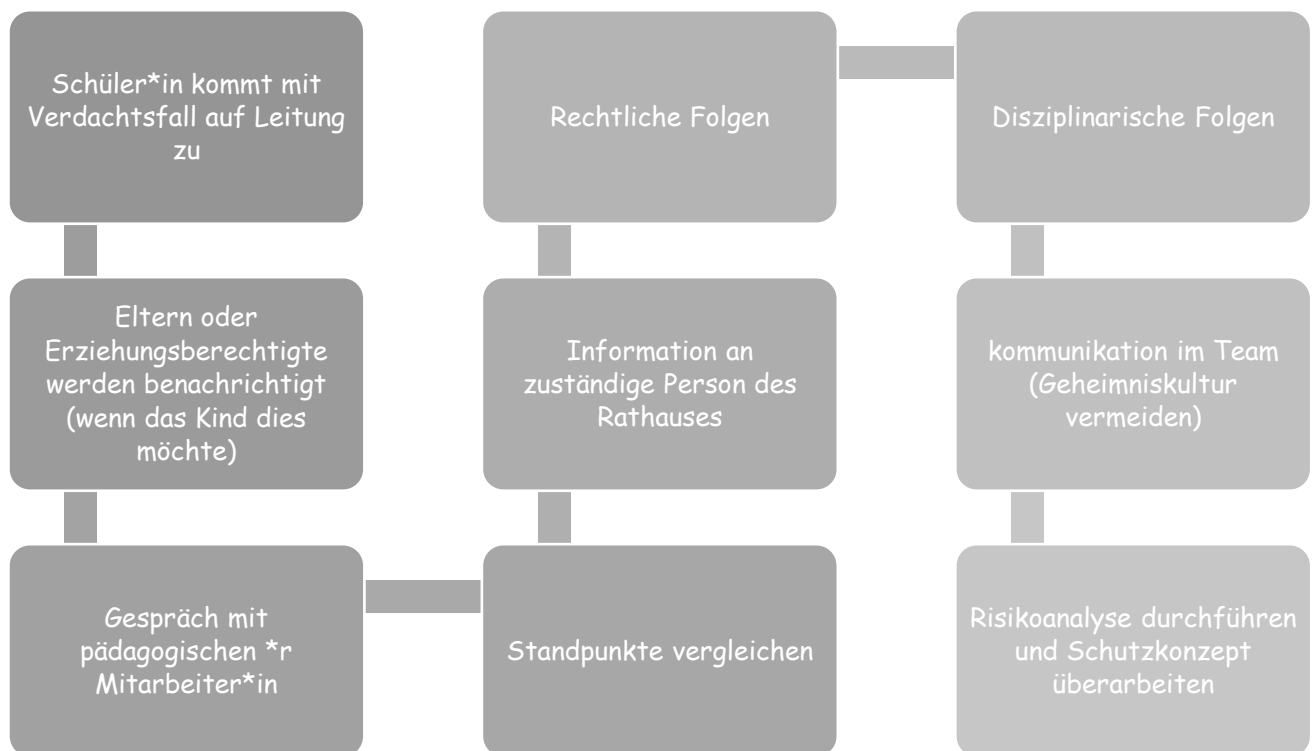 Schüler*in kommt mit
Verdachtsfall auf Leitung
zu
Eltern oder
Erziehungsberechtigte
werden benachrichtigt
(wenn das Kind dies
möchte)
Gespräch mit
pädagogischen *r
Mitarbeiter*in
Standpunkte vergleichen
Information an
zuständige Person des
Rathauses
Rechtliche Folgen
Disziplinarische Folgen
kommunikation im Team
(Geheimniskultur
vermeiden)
Risikoanalyse durchführen
und Schutzkonzept
überarbeiten